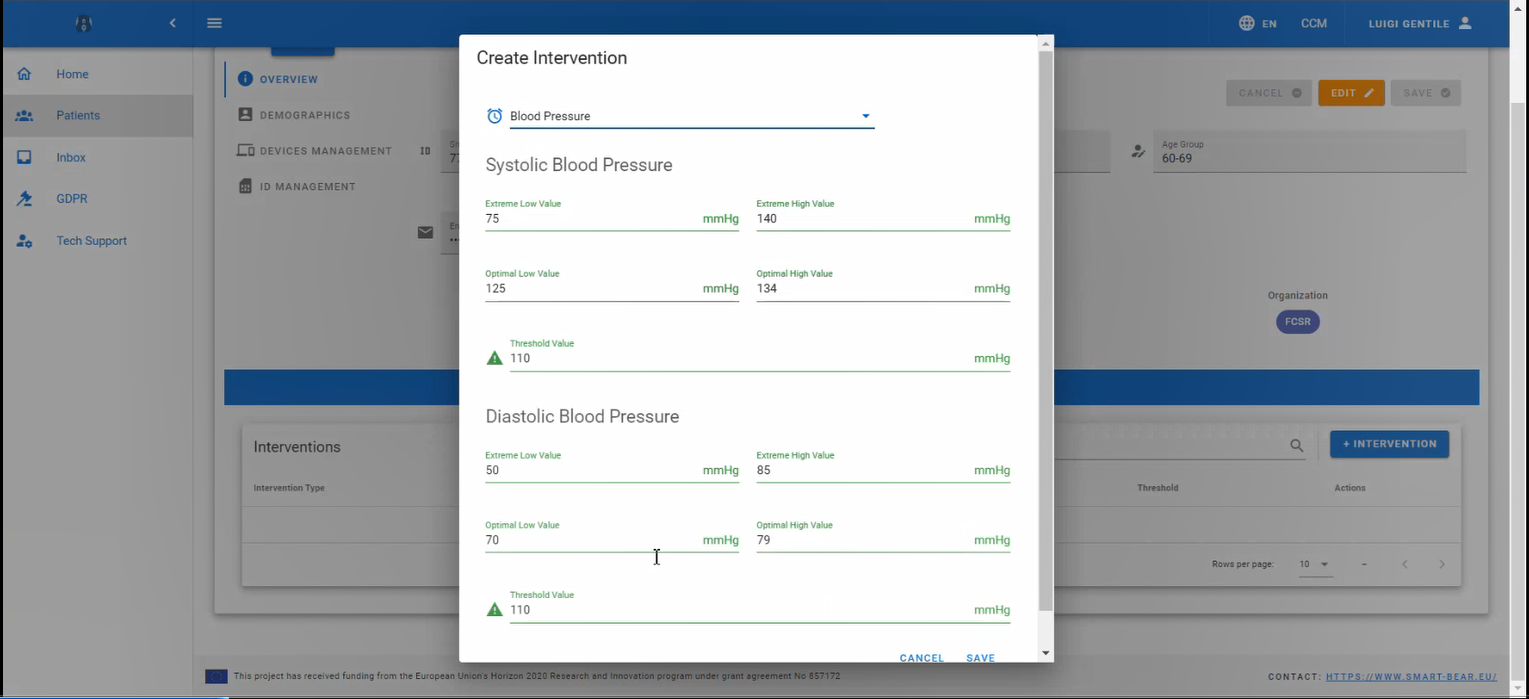 EN CCM LUIGI GENTILE
Create Intervention
Home
Patients
Inbox
GDPR
Tech Support
OVERVIEW
DEMOGRAPHICS
DEVICES MANAGEMENT
ID MANAGEMENT
ID
CANCEL EDIT SAVE
Age Group
60-69
Organization
FCSR
Blood Pressure
Systolic Blood Pressure
Extreme Low Value Extreme High Value
75 mmHg 140 mmHg
Optimal Low Value Optimal High Value
125 mmHg 134 mmHg
Threshold Value
110 mmHg
Diastolic Blood Pressure
Extreme Low Value Extreme High Value
50 mmHg 85 mmHg
Optimal Low Value Optimal High Value
70 mmHg 79 mmHg
Threshold Value
110 mmHg
CANCEL SAVE
Interventions + INTERVENTION
Intervention Type Threshold Actions
Rows per page: 10 –
This project has received funding from the European Union's Horizon 2020 Research and Innovation program under grant agreement No 857172
CONTACT: HTTPS://WWW.SMART-BEAR.EU/